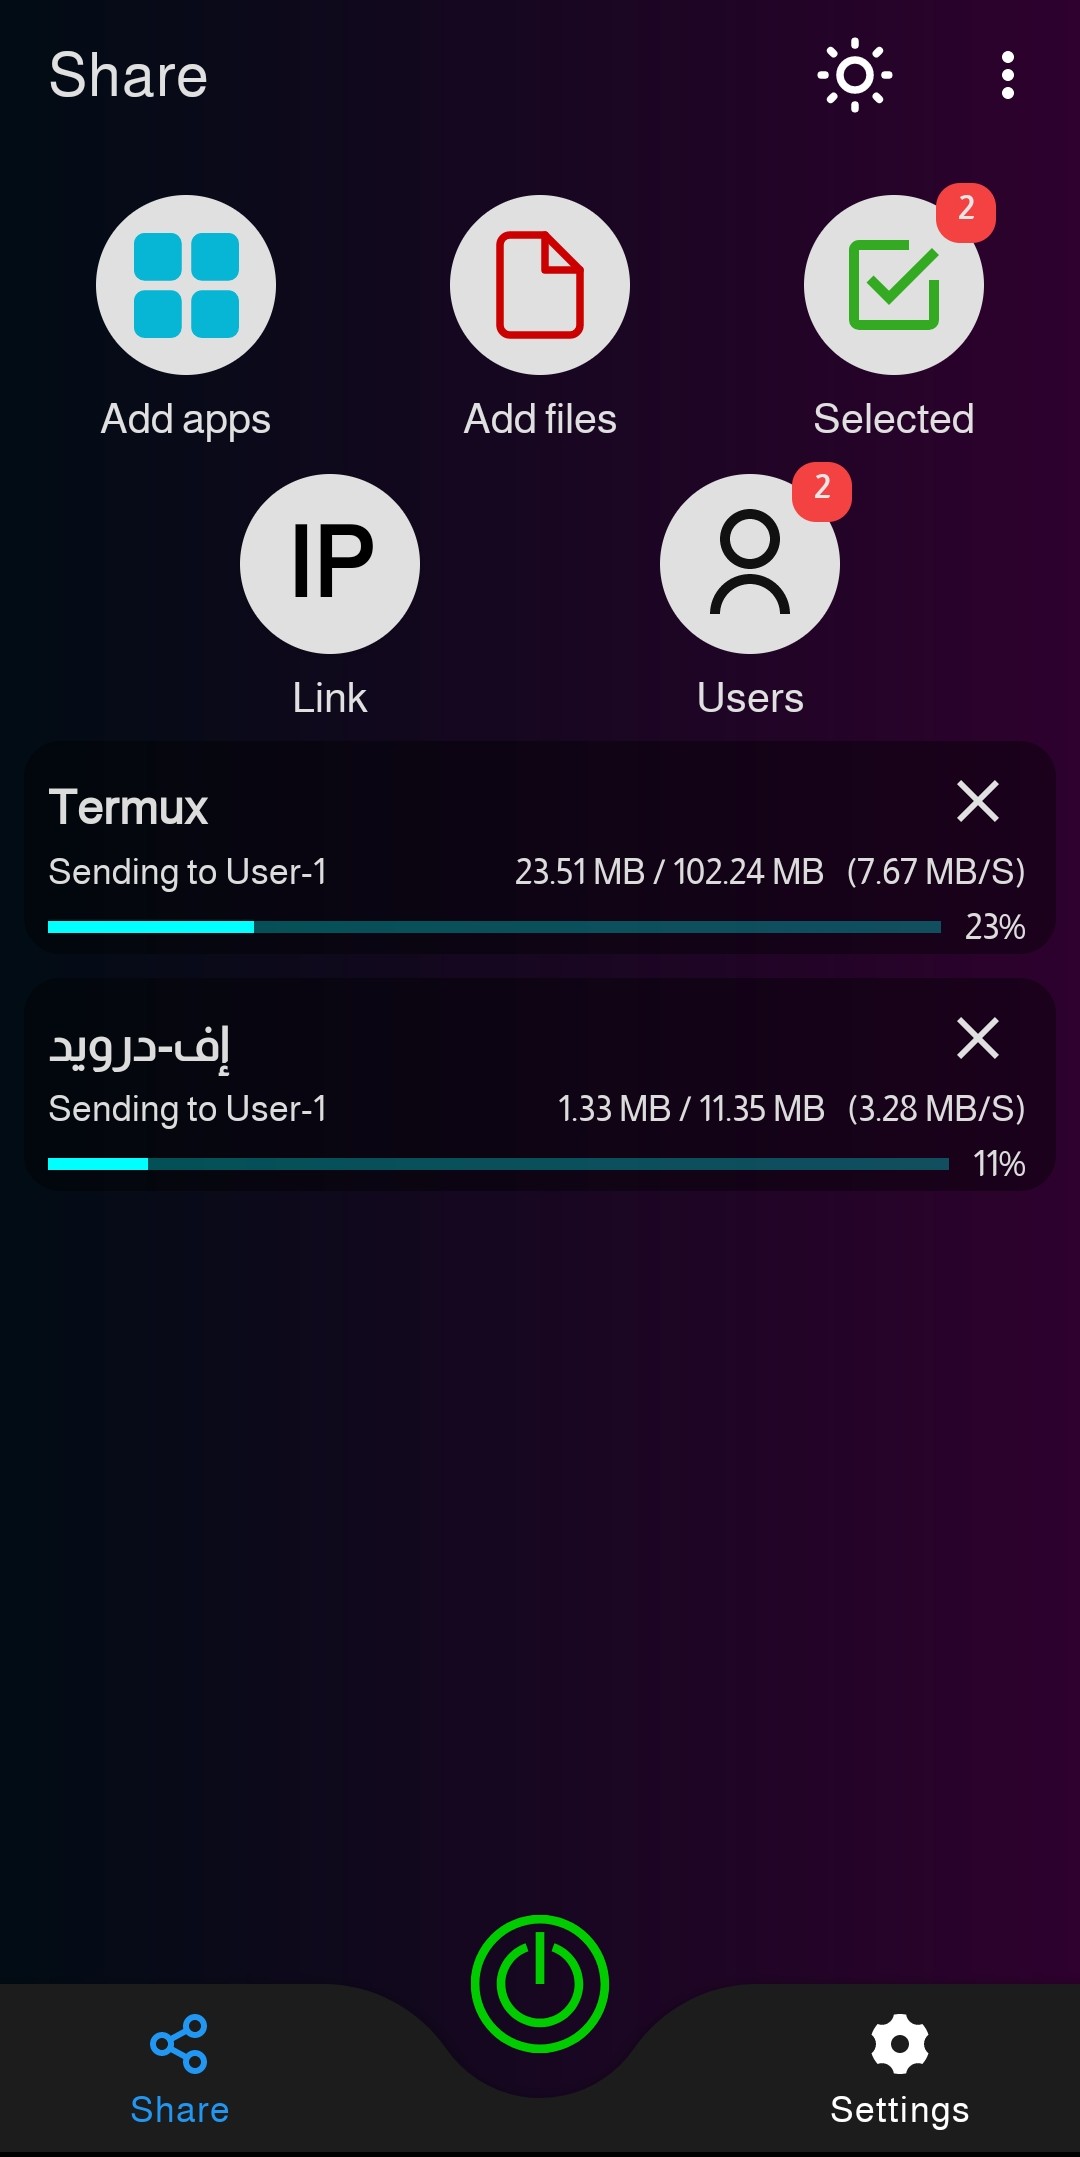 Share
Add apps
Add files
2
Selected
IP
Link
2
Users
Termux
Sending to User-1 23.51 MB / 102.24 MB (7.67 MB/S)
23%
إف-درويد
Sending to User-1 1.33 MB / 11.35 MB (3.28 MB/S)
11%
Share
Settings